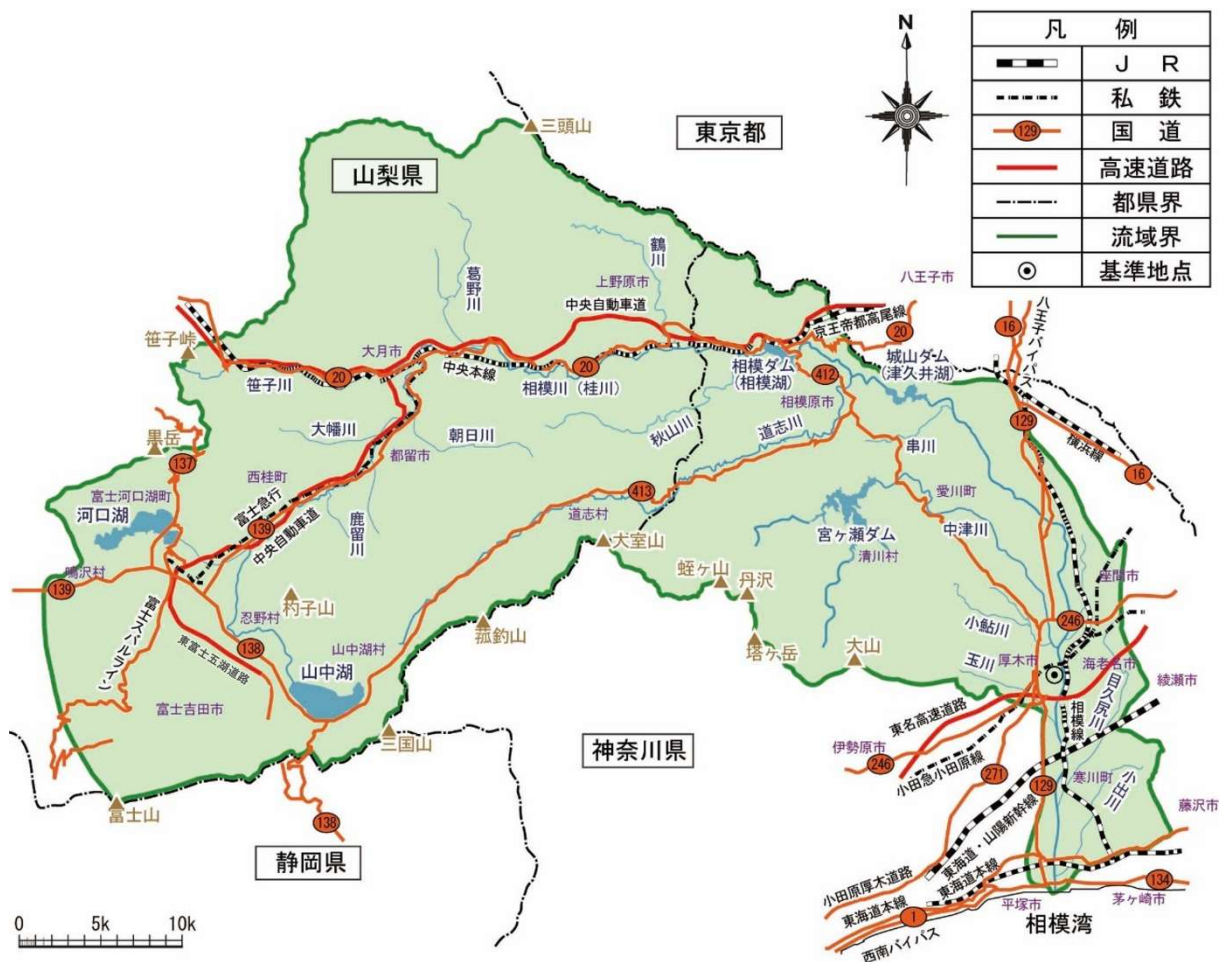 N
凡 例
J R
私 鉄
129
国 道
高速道路
都県界
流域界
基準地点
三頭山
東京都
山梨県
鶴川
葛野川
上野原市
中央自動車道
八王子市
京王帝都高尾線
20
八王子バイパス
16
笹子峠
大月市
笹子川
20
中央本線
相模川(桂川)
20
相模ダム
(相模湖)
412
城山ダム
(津久井湖)
相模原市
129
横浜線
16
黒岳
137
大幡川
朝日川
都留市
秋山川
道志川
串川
富士河口湖町
河口湖
西桂町
富士急行
139
中央自動車道
鹿留川
道志村
413
愛川町
中津川
宮ヶ瀬ダム
清川村
大室山
蛭ヶ山
丹沢
鳴沢村
139
杓子山
忍野村
富士スバルライン
138
東富士五湖道路
山中湖村
山中湖
菰釣山
塔ケ岳
大山
座間市
246
小鮎川
玉川
厚木市
海老名市
目久尻川
綾瀬市
富士吉田市
三国山
神奈川県
東名高速道路
相模線
伊勢原市
246
小田急小田原線
271
129
寒川町
小出川
藤沢市
富士山
138
静岡県
東海道・山陽新幹線
小田原厚木道路
東海道本線
東海道本線
134
1
平塚市
茅ヶ崎市
西南バイパス
相模湾
0 5k 10k